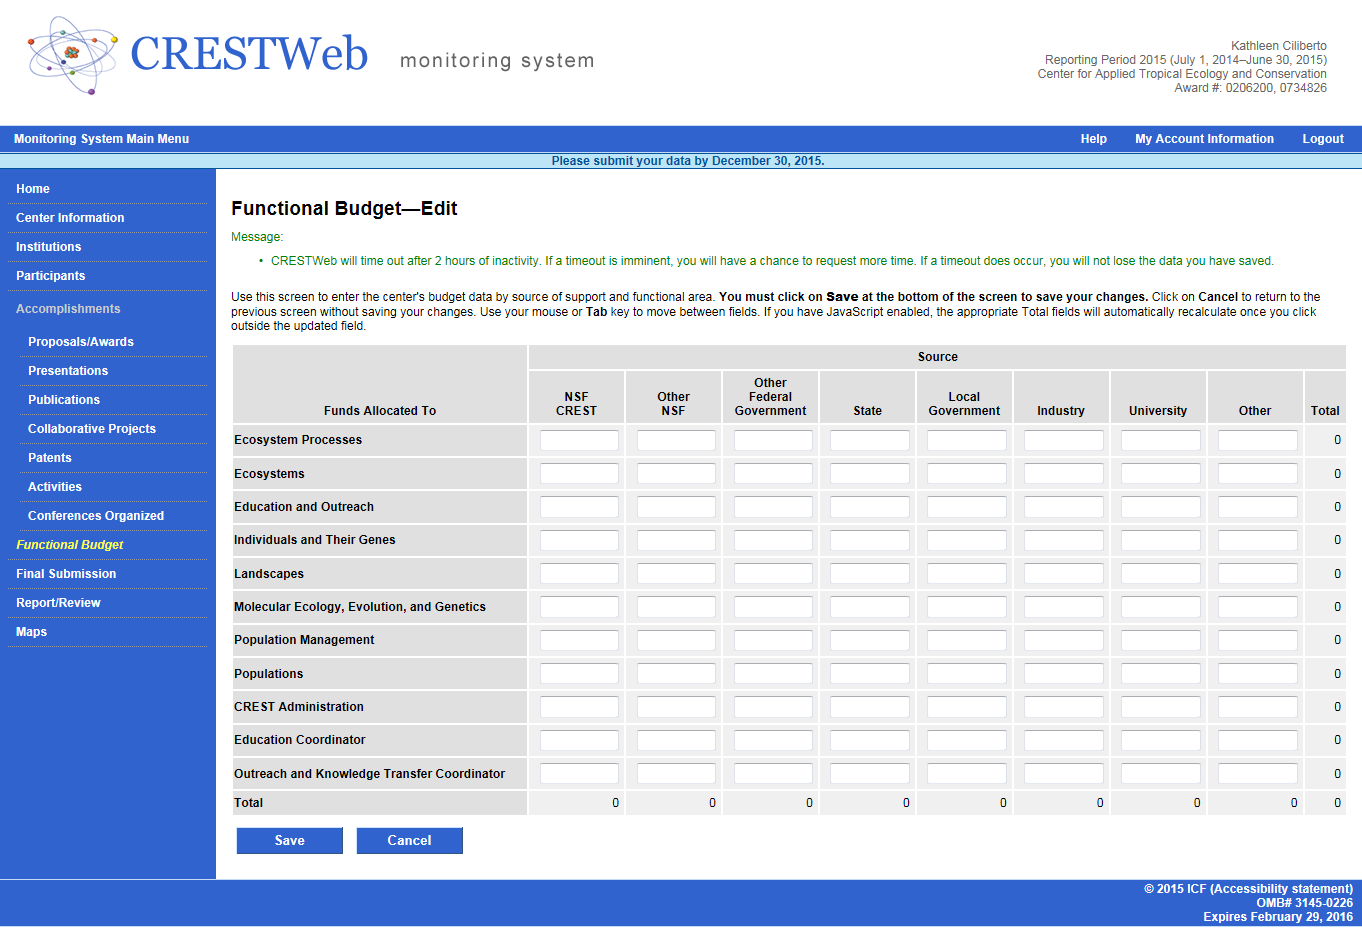 CRESTWeb monitoring system
Kathleen Ciliberto
Reporting Period 2015 (July 1, 2014–June 30, 2015)
Center for Applied Tropical Ecology and Conservation
Award #: 0206200, 0734826
Monitoring System Main Menu Help My Account Information Logout
Please submit your data by December 30, 2015.
Home
Center Information
Institutions
Participants
Accomplishments
Proposals/Awards
Presentations
Publications
Collaborative Projects
Patents
Activities
Conferences Organized
Functional Budget
Final Submission
Report/Review
Maps
Functional Budget—Edit
Message:
• CRESTWeb will time out after 2 hours of inactivity. If a timeout is imminent, you will have a chance to request more time. If a timeout does occur, you will not lose the data you have saved.
Use this screen to enter the center's budget data by source of support and functional area. You must click on Save at the bottom of the screen to save your changes. Click on Cancel to return to the
previous screen without saving your changes. Use your mouse or Tab key to move between fields. If you have JavaScript enabled, the appropriate Total fields will automatically recalculate once you click
outside the updated field.
Source
Funds Allocated To
NSF
CREST
Other
NSF
Other
Federal
Government
State
Local
Government
Industry
University
Other
Total
Ecosystem Processes 0
Ecosystems 0
Education and Outreach 0
Individuals and Their Genes 0
Landscapes 0
Molecular Ecology, Evolution, and Genetics 0
Population Management 0
Populations 0
CREST Administration 0
Education Coordinator 0
Outreach and Knowledge Transfer Coordinator 0
Total 0 0 0 0 0 0 0 0 0
Save Cancel
© 2015 ICF (Accessibility statement)
OMB# 3145-0226
Expires February 29, 2016